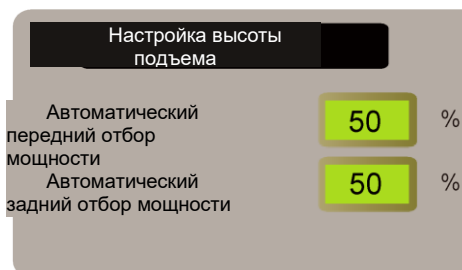 Настройка высоты
подъема
Автоматический
передний отбор
мощности
50 %
Автоматический
задний отбор мощности
50 %